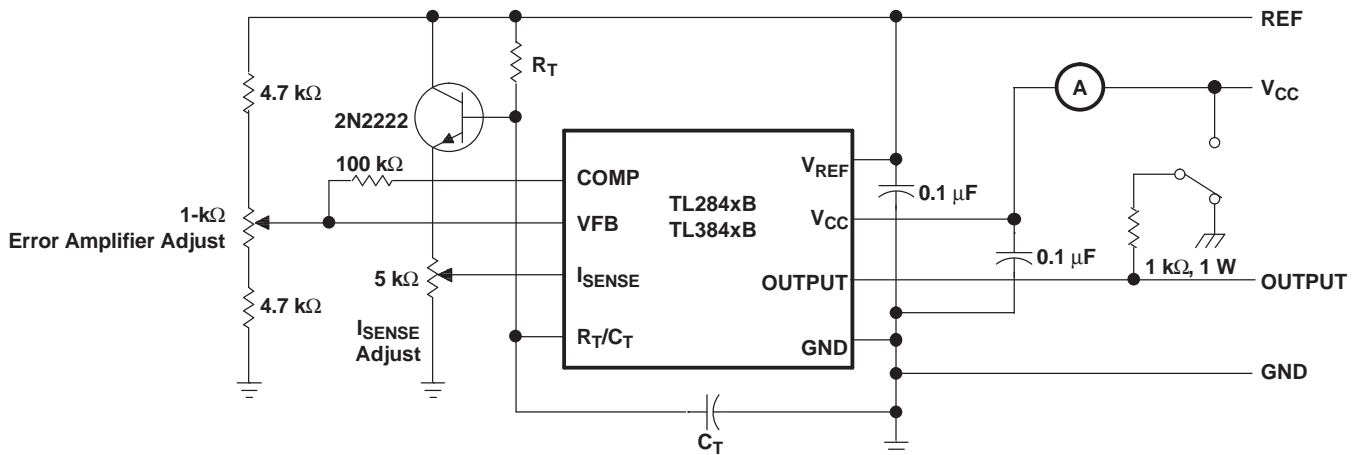 REF
R_T
4.7 kΩ
A
V_CC
2N2222
100 kΩ
COMP
V_REF
0.1 μF
TL284xB
TL384xB
1-kΩ
Error Amplifier Adjust
VFB
V_CC
0.1 μF
5 kΩ
I_SENSE
OUTPUT
1 kΩ, 1 W
OUTPUT
4.7 kΩ
I_SENSE
Adjust
R_T/C_T
GND
GND
C_T